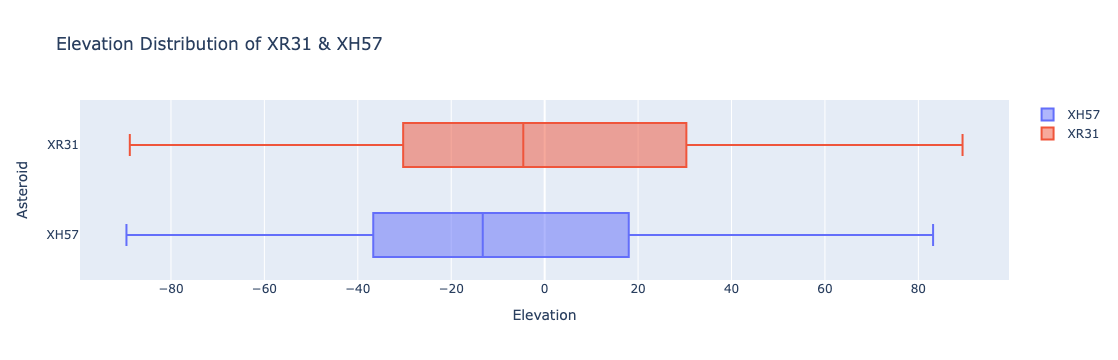 Elevation Distribution of XR31 & XH57
XH57
XR31
XR31
XH57
Asteroid
−80 −60 −40 −20 0 20 40 60 80
Elevation